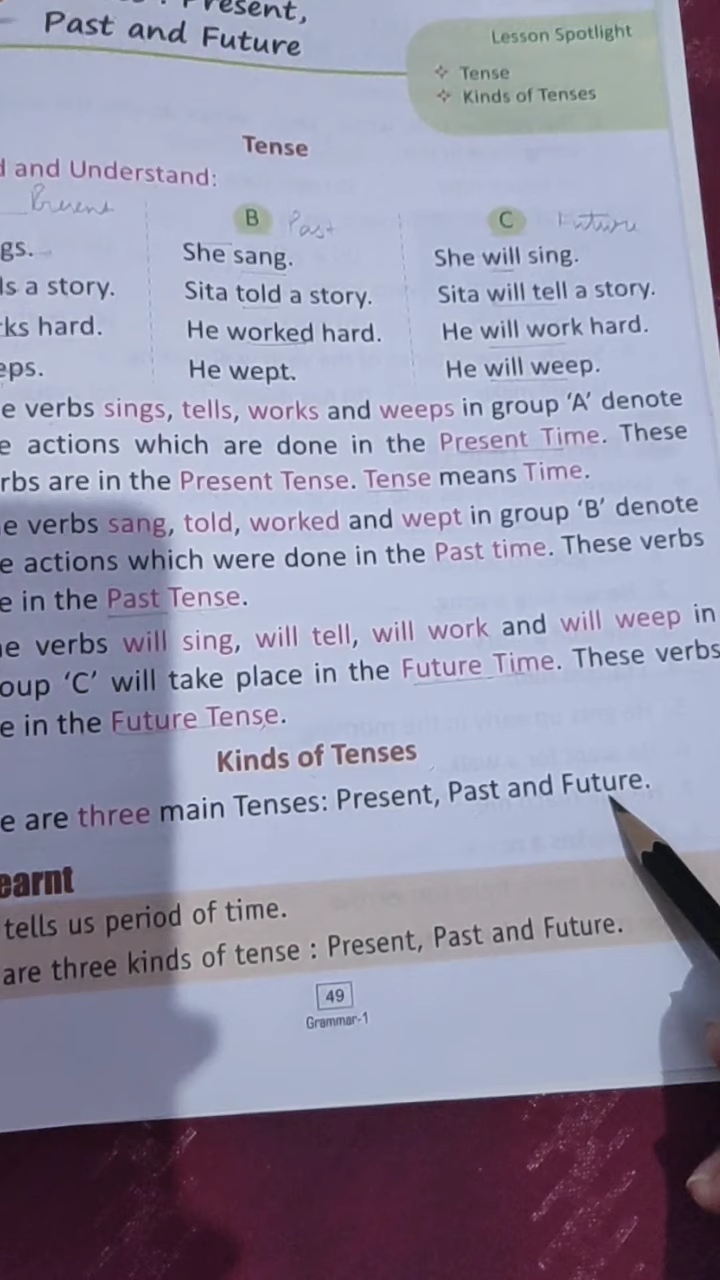 Present,
Past and Future
Lesson Spotlight
Tense
Kinds of Tenses
Tense
and Understand:
Present
B Past
C Future
gs.
She sang.
She will sing.
ls a story.
Sita told a story.
Sita will tell a story.
rks hard.
He worked hard.
He will work hard.
eps.
He wept.
He will weep.
e verbs sings, tells, works and weeps in group ‘A’ denote
e actions which are done in the Present Time. These
rbs are in the Present Tense. Tense means Time.
e verbs sang, told, worked and wept in group ‘B’ denote
e actions which were done in the Past time. These verbs
e in the Past Tense.
e verbs will sing, will tell, will work and will weep in
oup ‘C’ will take place in the Future Time. These verbs
e in the Future Tense.
Kinds of Tenses
e are three main Tenses: Present, Past and Future.
earnt
tells us period of time.
are three kinds of tense : Present, Past and Future.
49
Grammar-1